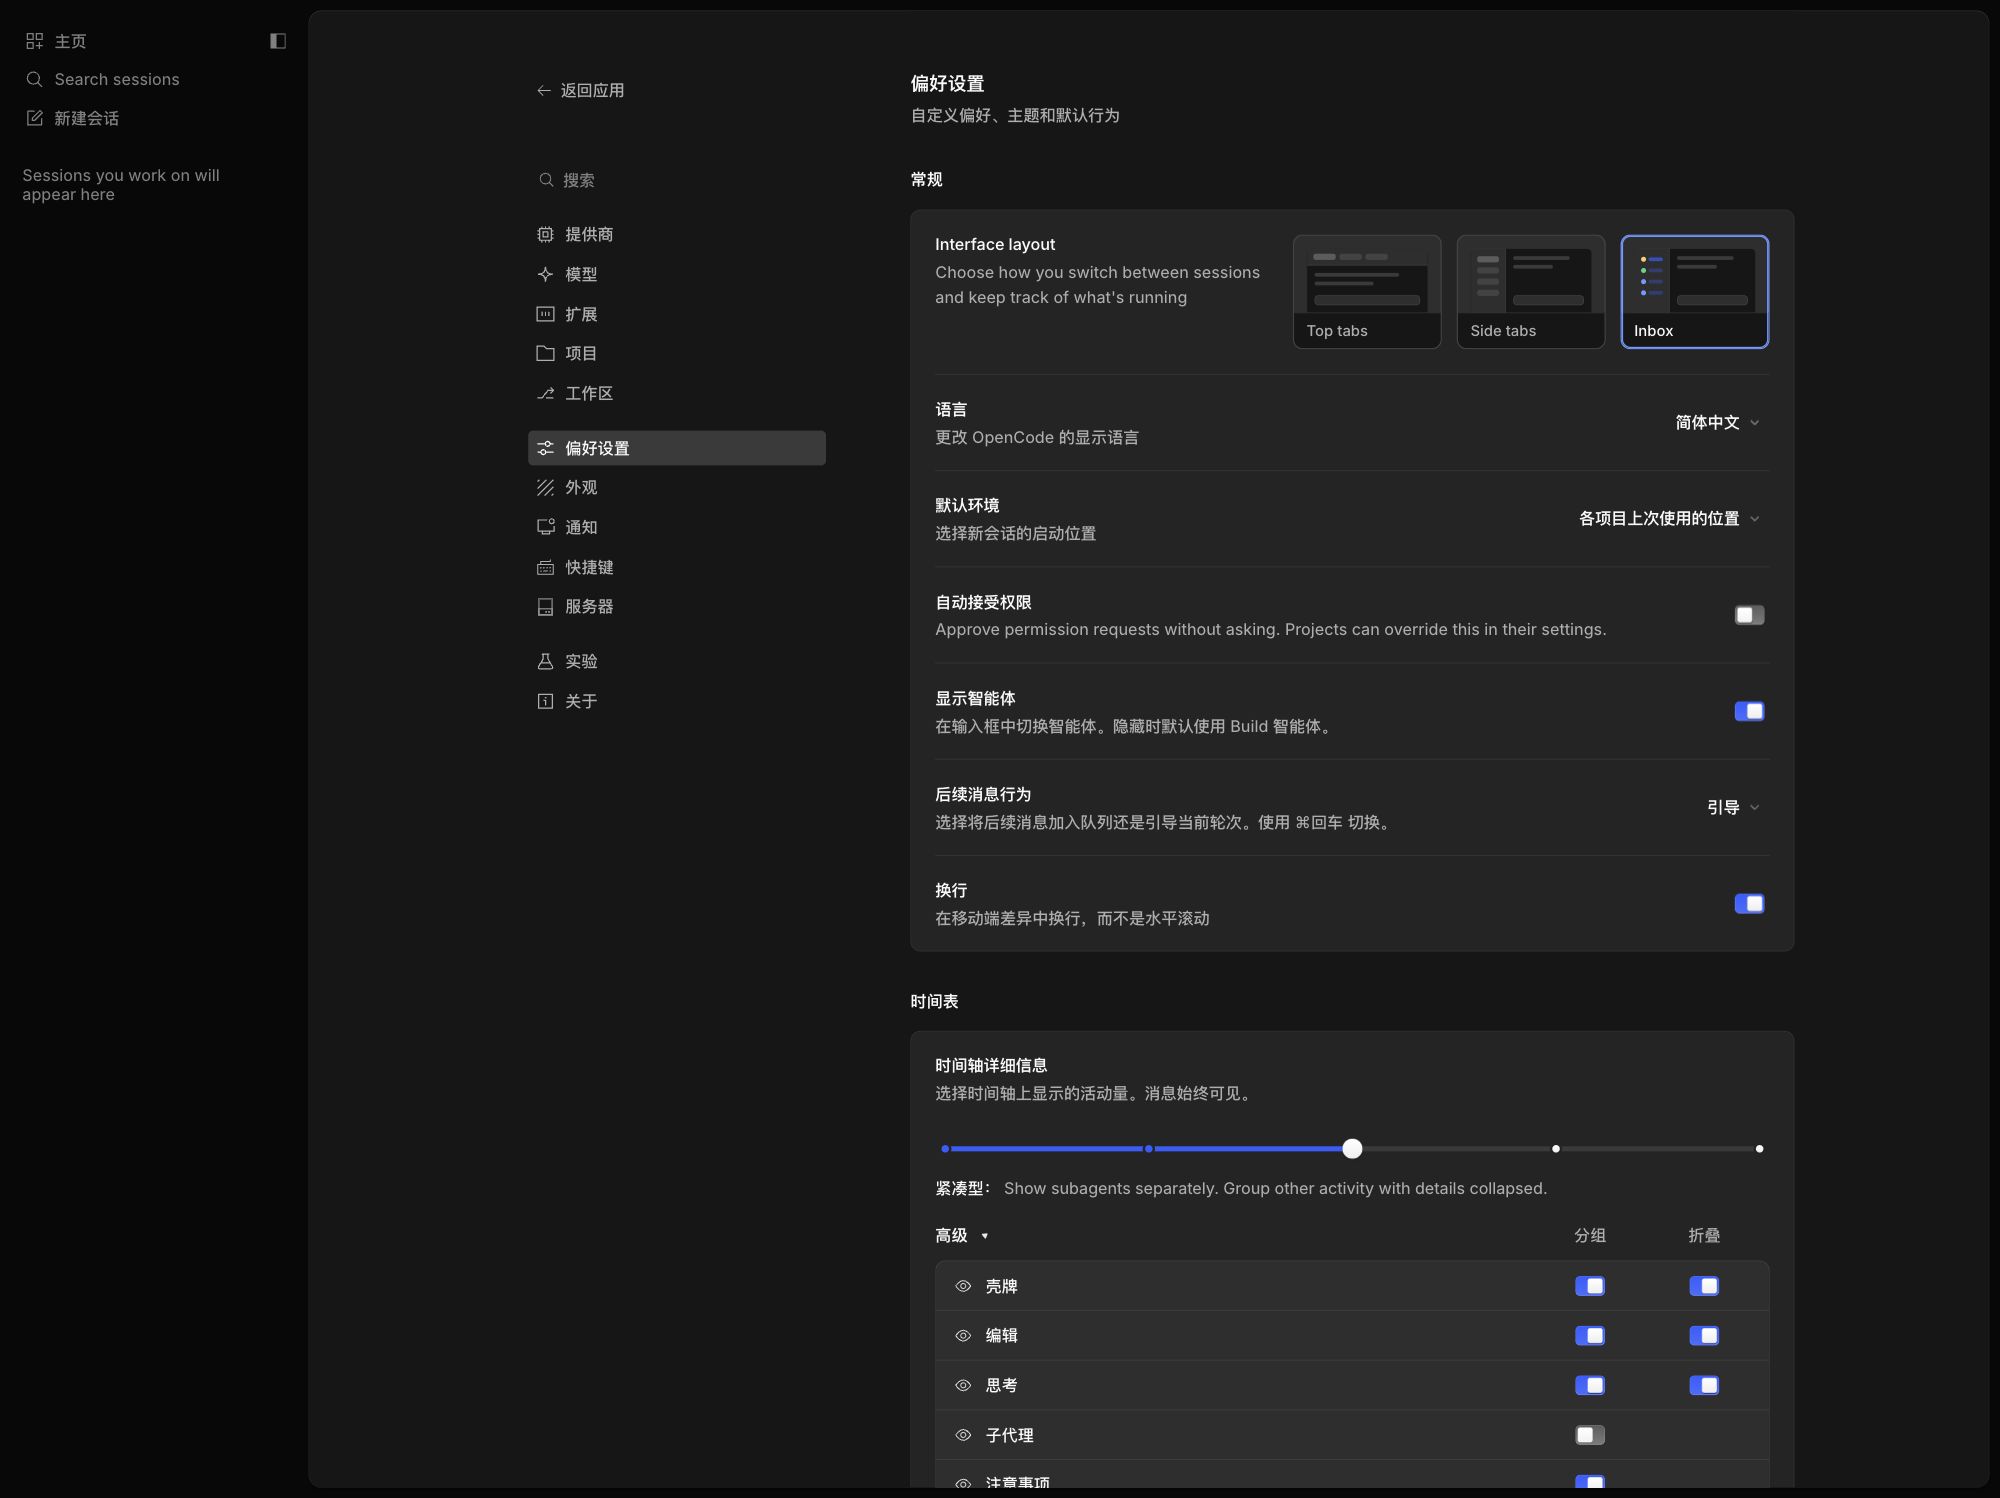 主页
Search sessions
新建会话
Sessions you work on will
appear here
返回应用
搜索
提供商
模型
扩展
项目
工作区
偏好设置
外观
通知
快捷键
服务器
实验
关于
偏好设置
自定义偏好、主题和默认行为
常规
Interface layout
Choose how you switch between sessions
and keep track of what's running
Top tabs
Side tabs
Inbox
语言
更改 OpenCode 的显示语言
简体中文
默认环境
选择新会话的启动位置
各项目上次使用的位置
自动接受权限
Approve permission requests without asking. Projects can override this in their settings.
显示智能体
在输入框中切换智能体。隐藏时默认使用 Build 智能体。
后续消息行为
选择将后续消息加入队列还是引导当前轮次。使用 ⌘回车 切换。
引导
换行
在移动端差异中换行，而不是水平滚动
时间表
时间轴详细信息
选择时间轴上显示的活动量。消息始终可见。
紧凑型： Show subagents separately. Group other activity with details collapsed.
高级 分组 折叠
壳牌
编辑
思考
子代理
注意事项